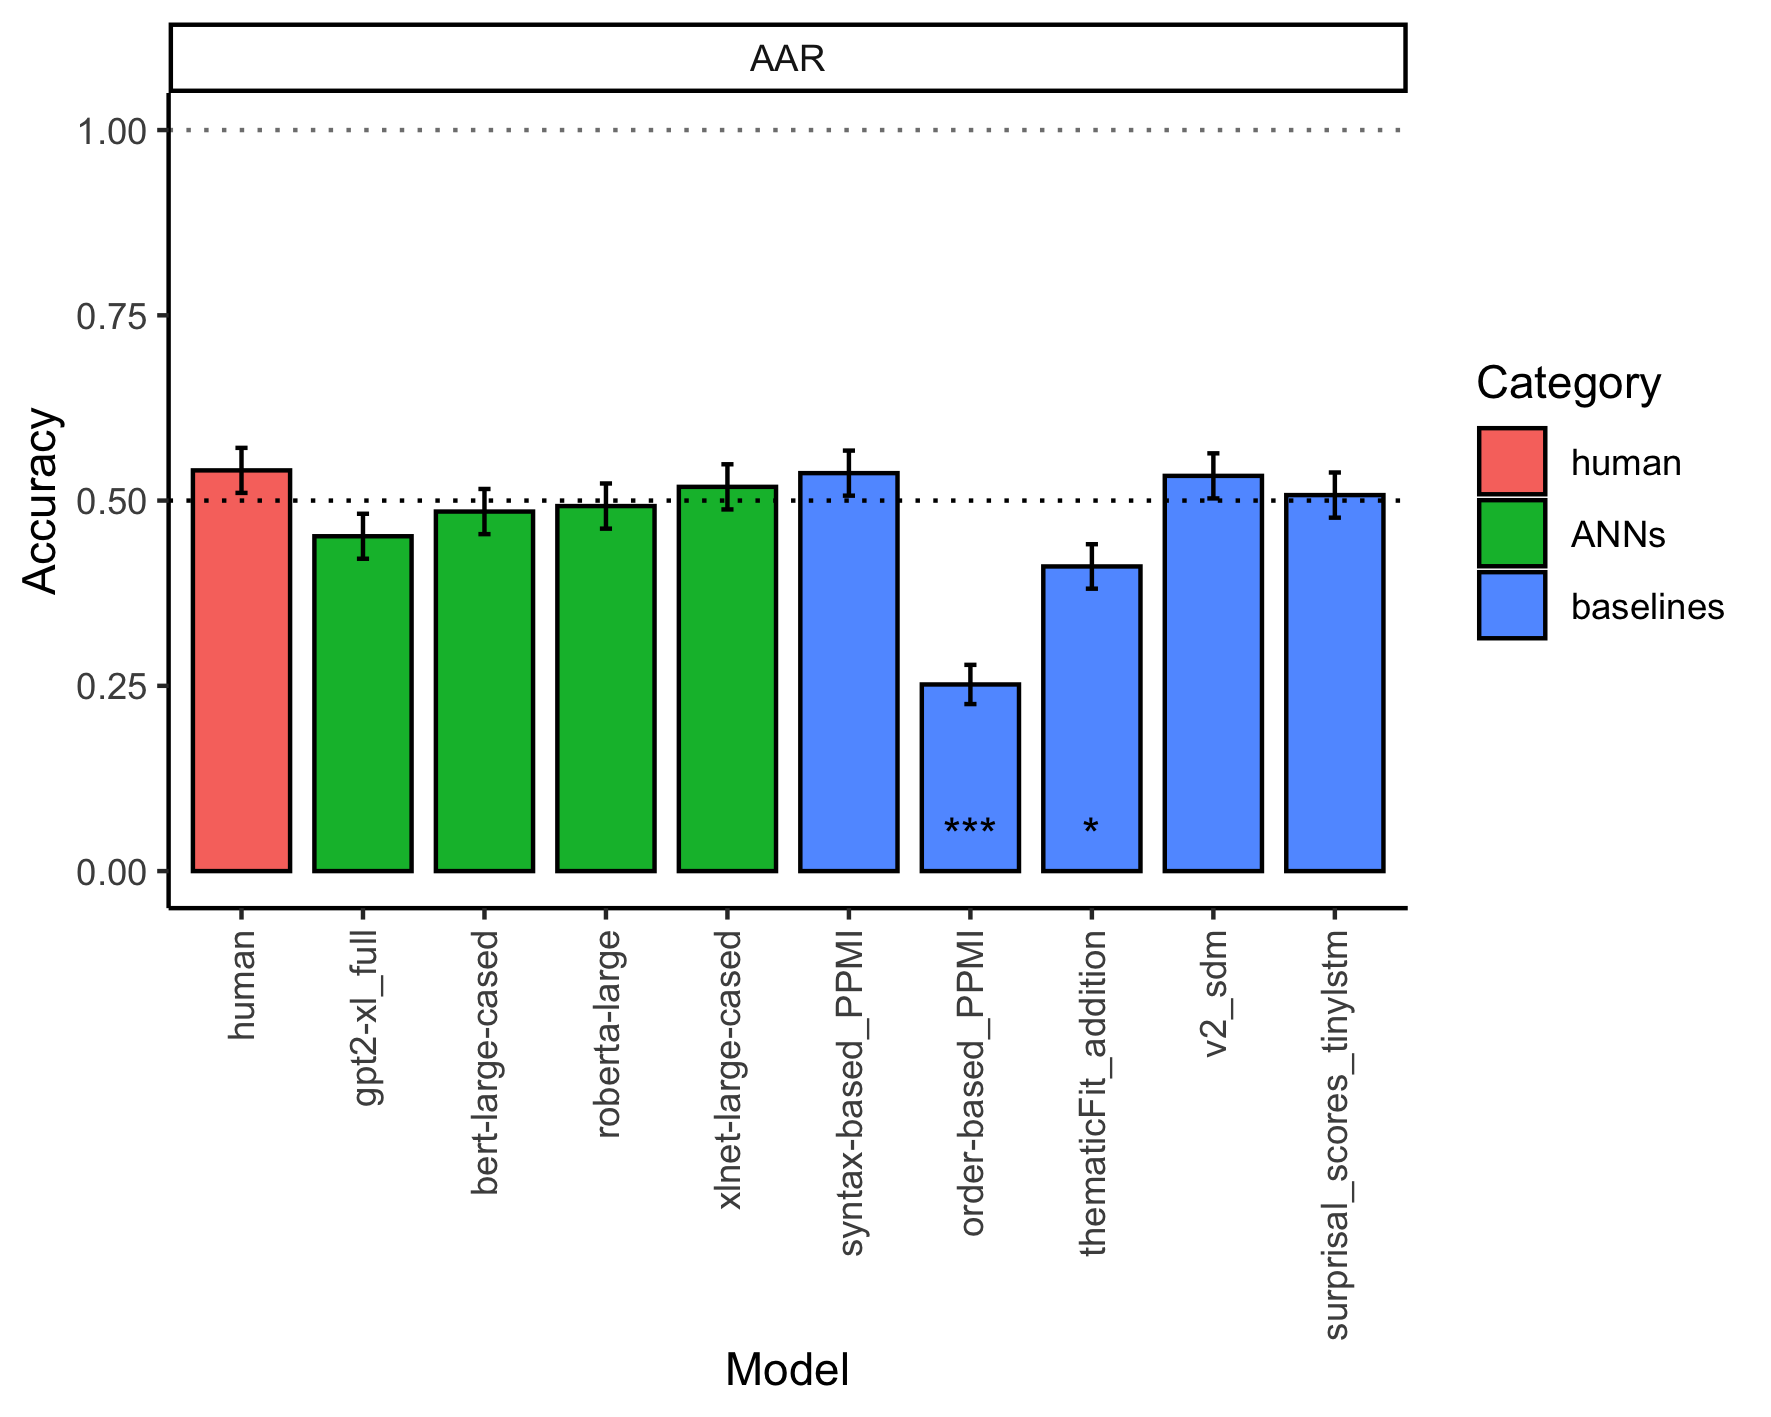 AAR
1.00
0.75
0.50
0.25
0.00
Accuracy
***
*
human
gpt2-xl_full
bert-large-cased
roberta-large
xlnet-large-cased
syntax-based_PPMI
order-based_PPMI
thematicFit_addition
v2_sdm
surprisal_scores_tinylstm
Model
Category
human
ANNs
baselines